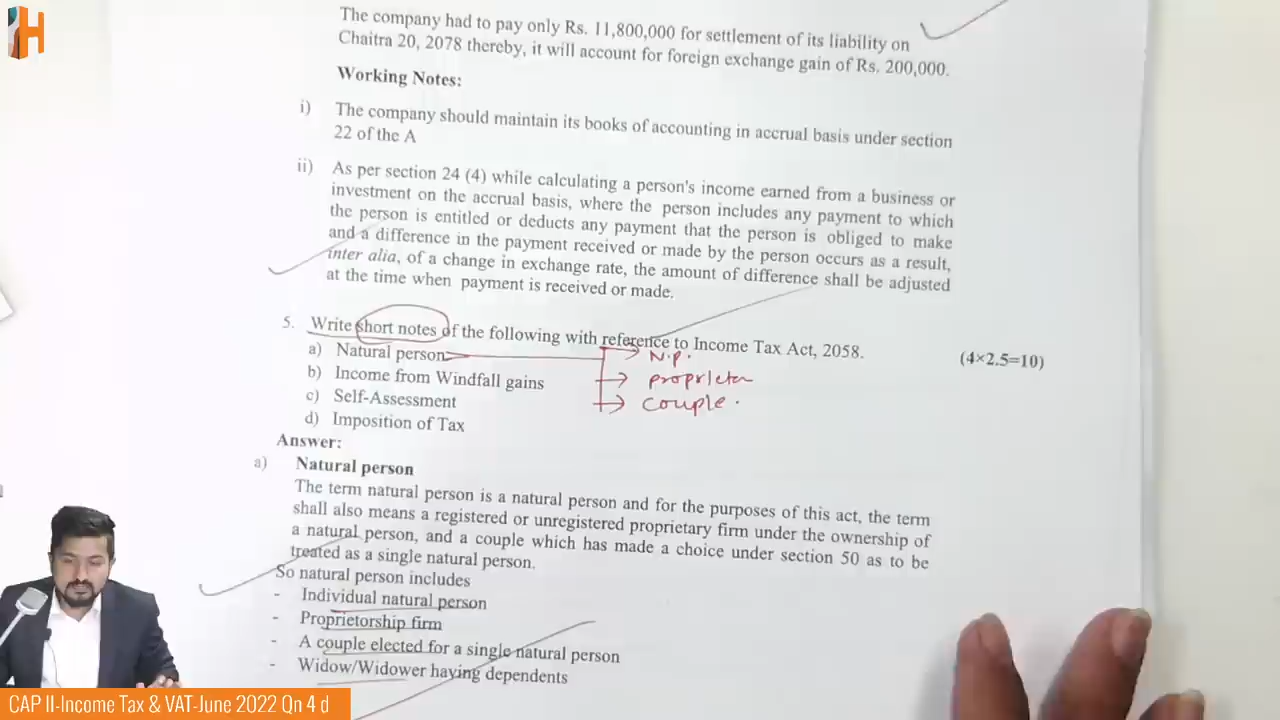 H
The company had to pay only Rs. 11,800,000 for settlement of its liability on
Chaitra 20, 2078 thereby, it will account for foreign exchange gain of Rs. 200,000.
Working Notes:
i) The company should maintain its books of accounting in accrual basis under section
22 of the A
ii) As per section 24 (4) while calculating a person's income earned from a business or
investment on the accrual basis, where the person includes any payment to which
the person is entitled or deducts any payment that the person is obliged to make
and a difference in the payment received or made by the person occurs as a result,
inter alia, of a change in exchange rate, the amount of difference shall be adjusted
at the time when payment is received or made.
5. Write short notes of the following with reference to Income Tax Act, 2058. (4×2.5=10)
a) Natural person
N.P.
b) Income from Windfall gains
proprietor
c) Self-Assessment
couple.
d) Imposition of Tax
Answer:
a) Natural person
The term natural person is a natural person and for the purposes of this act, the term
shall also means a registered or unregistered proprietary firm under the ownership of
a natural person, and a couple which has made a choice under section 50 as to be
treated as a single natural person.
So natural person includes
- Individual natural person
- Proprietorship firm
- A couple elected for a single natural person
- Widow/Widower having dependents
CAP II-Income Tax & VAT-June 2022 Qn 4 d